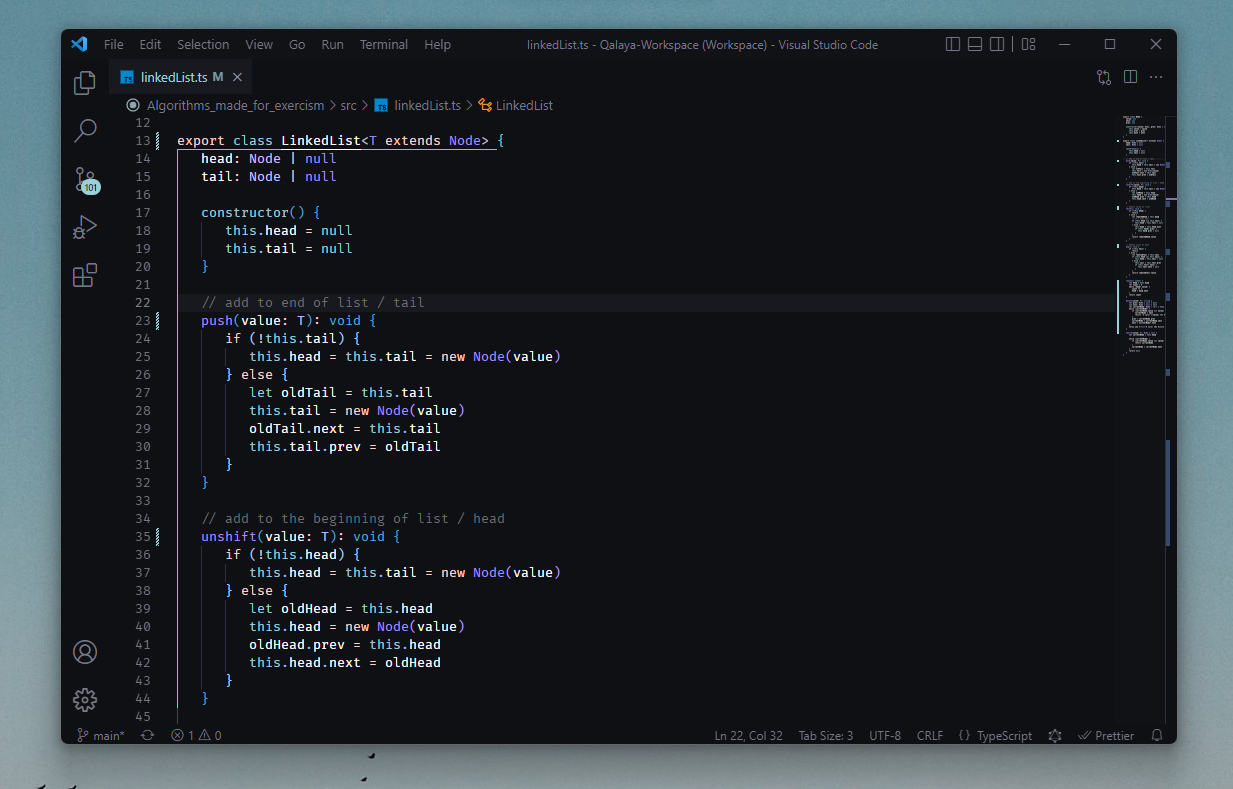 File Edit Selection View Go Run Terminal Help linkedList.ts - Qalaya-Workspace (Workspace) - Visual Studio Code
TS linkedList.ts M
Algorithms_made_for_exercism > src > TS linkedList.ts > LinkedList
101
12
13 export class LinkedList<T extends Node> {
14 head: Node | null
15 tail: Node | null
16
17 constructor() {
18 this.head = null
19 this.tail = null
20 }
21
22 // add to end of list / tail
23 push(value: T): void {
24 if (!this.tail) {
25 this.head = this.tail = new Node(value)
26 } else {
27 let oldTail = this.tail
28 this.tail = new Node(value)
29 oldTail.next = this.tail
30 this.tail.prev = oldTail
31 }
32 }
33
34 // add to the beginning of list / head
35 unshift(value: T): void {
36 if (!this.head) {
37 this.head = this.tail = new Node(value)
38 } else {
39 let oldHead = this.head
40 this.head = new Node(value)
41 oldHead.prev = this.head
42 this.head.next = oldHead
43 }
44 }
45
main* 1 0 Ln 22, Col 32 Tab Size: 3 UTF-8 CRLF {} TypeScript Prettier